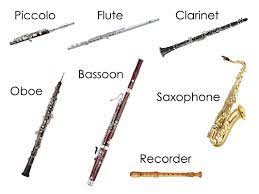 Piccolo
Flute
Clarinet
Oboe
Bassoon
Saxophone
Recorder